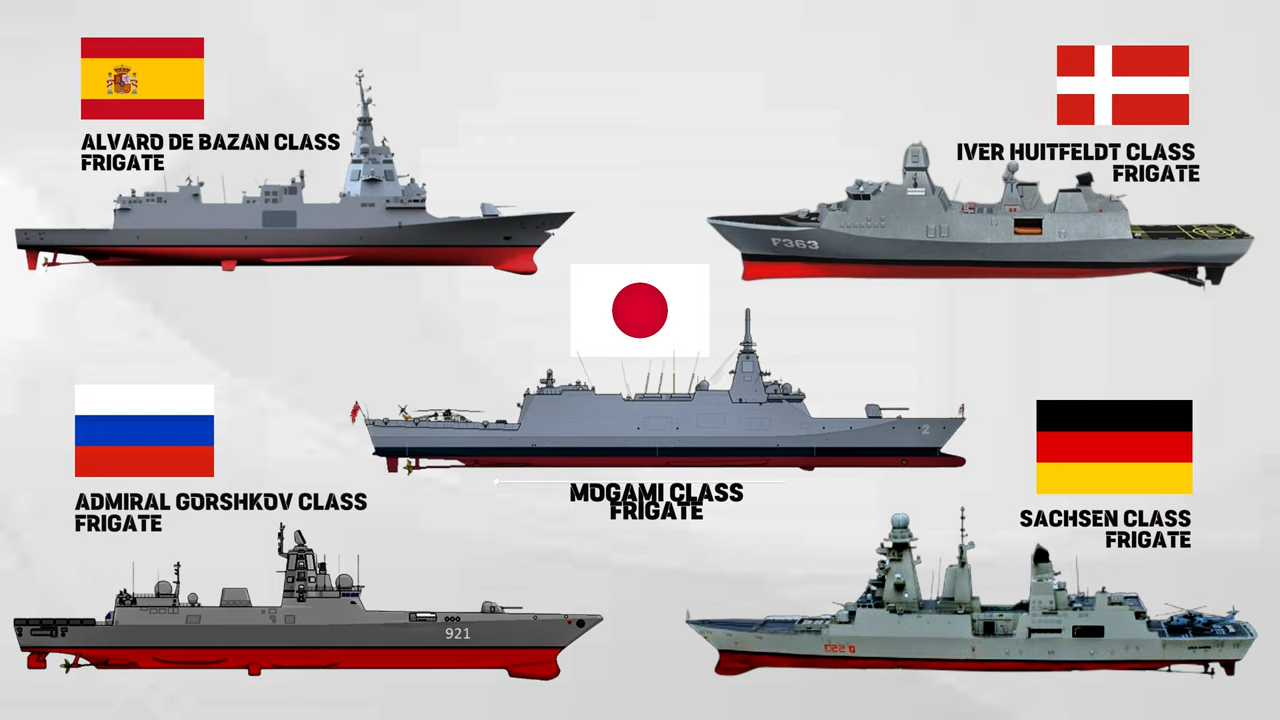 ALVARO DE BAZAN CLASS
FRIGATE
IVER HUITFELDT CLASS
FRIGATE
F363
2
MOGAMI CLASS
FRIGATE
ADMIRAL GORSHKOV CLASS
FRIGATE
921
SACHSEN CLASS
FRIGATE